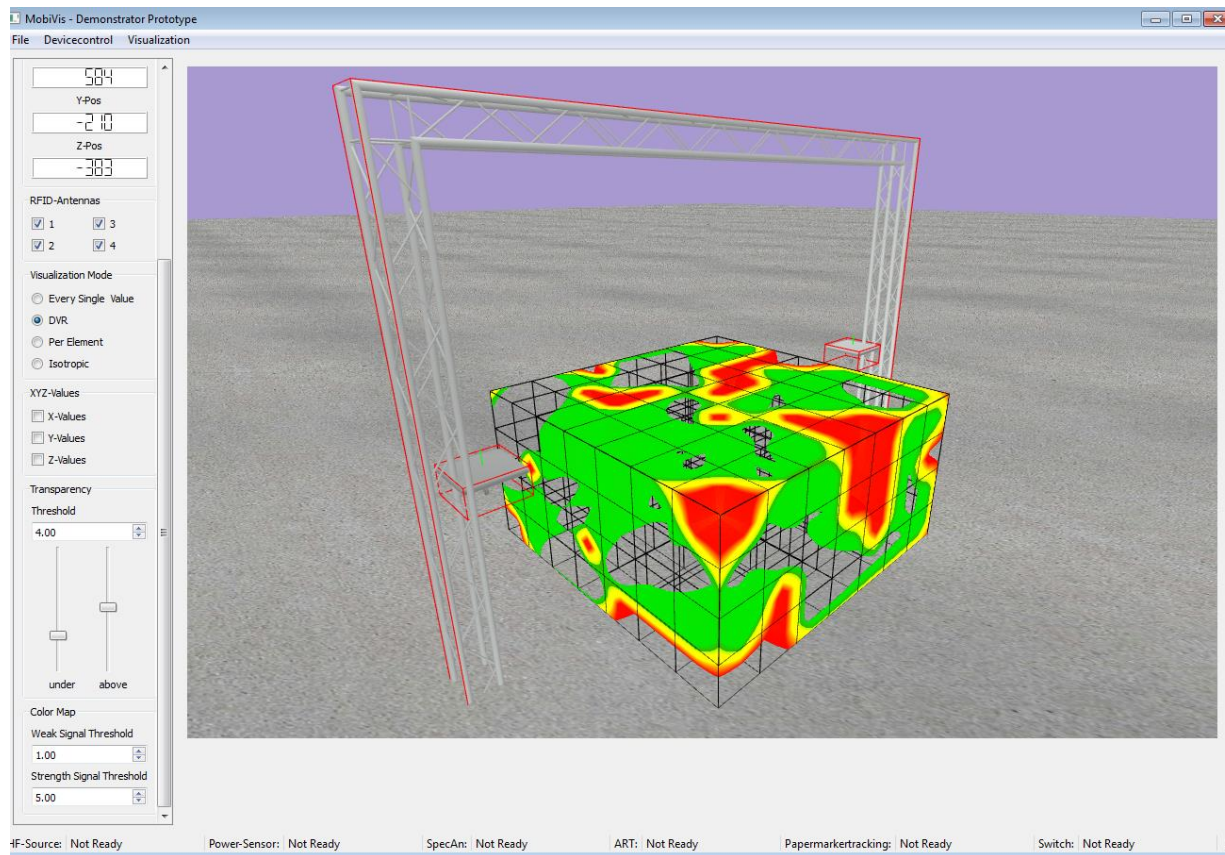 MobiVis - Demonstrator Prototype
File Devicecontrol Visualization
584
Y-Pos
-210
Z-Pos
-383
RFID-Antennas
1 3
2 4
Visualization Mode
Every Single Value
DVR
Per Element
Isotropic
XYZ-Values
X-Values
Y-Values
Z-Values
Transparency
Threshold
4.00
under above
Color Map
Weak Signal Threshold
1.00
Strength Signal Threshold
5.00
HF-Source: Not Ready Power-Sensor: Not Ready SpecAn: Not Ready ART: Not Ready Papermarkertracking: Not Ready Switch: Not Ready